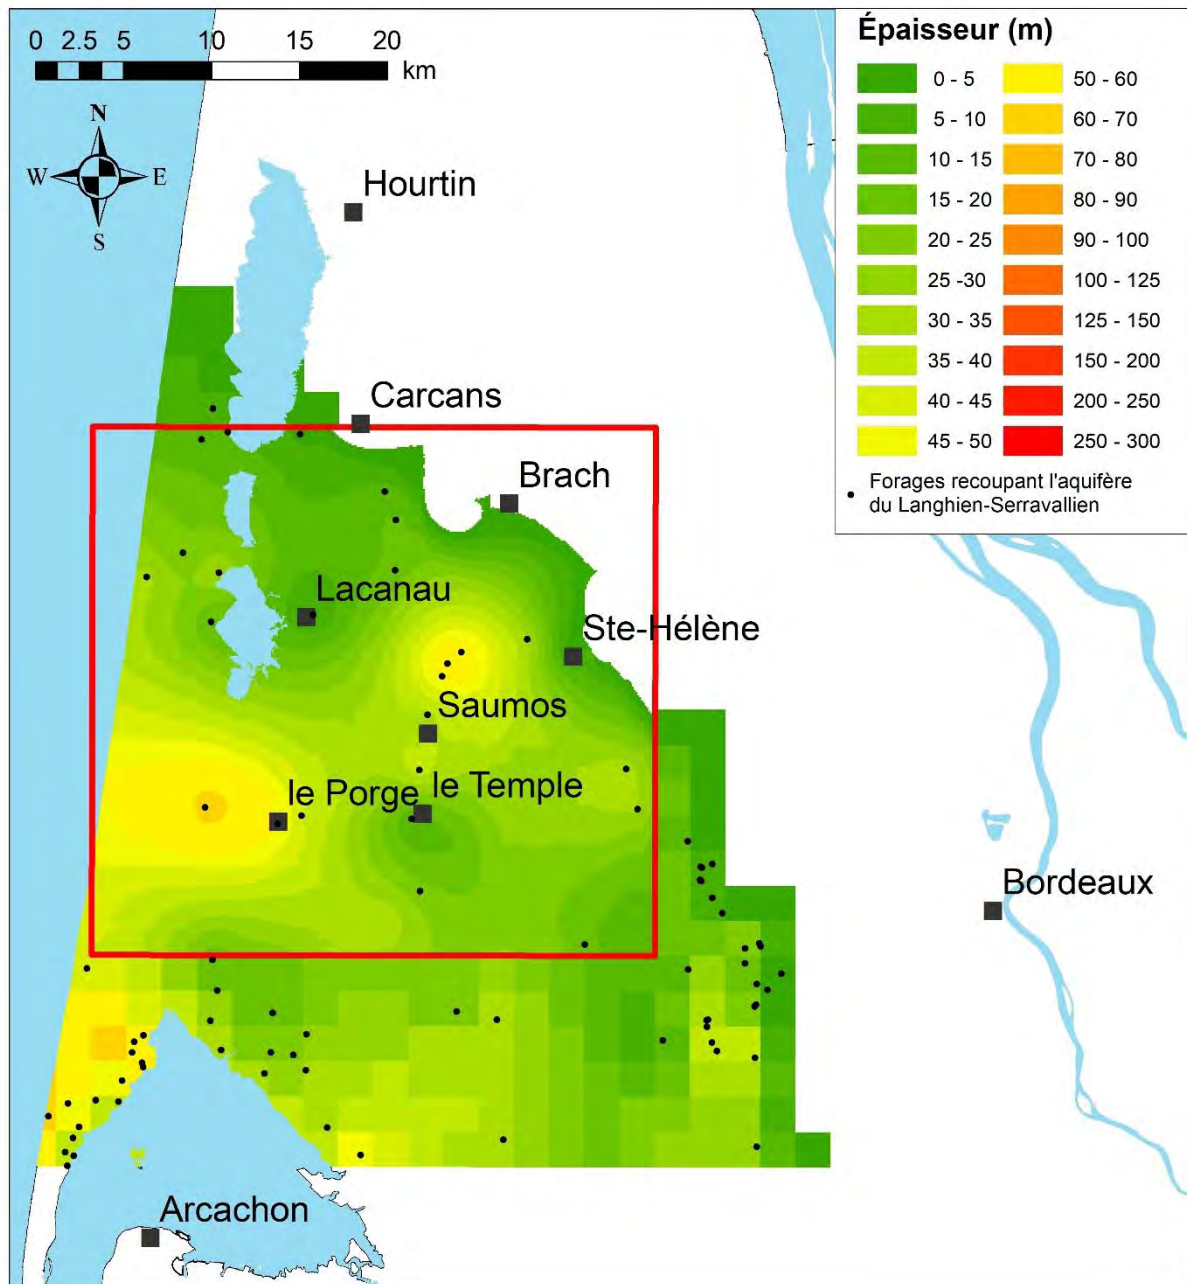 0 2.5 5 10 15 20
km
N
W E
S
Hourtin
Carcans
Brach
Lacanau
Ste-Hélène
Saumos
le Porge
le Temple
Bordeaux
Arcachon
Épaisseur (m)
0 - 5
5 - 10
10 - 15
15 - 20
20 - 25
25 -30
30 - 35
35 - 40
40 - 45
45 - 50
50 - 60
60 - 70
70 - 80
80 - 90
90 - 100
100 - 125
125 - 150
150 - 200
200 - 250
250 - 300
Forages recoupant l'aquifère
du Langhien-Serravallien